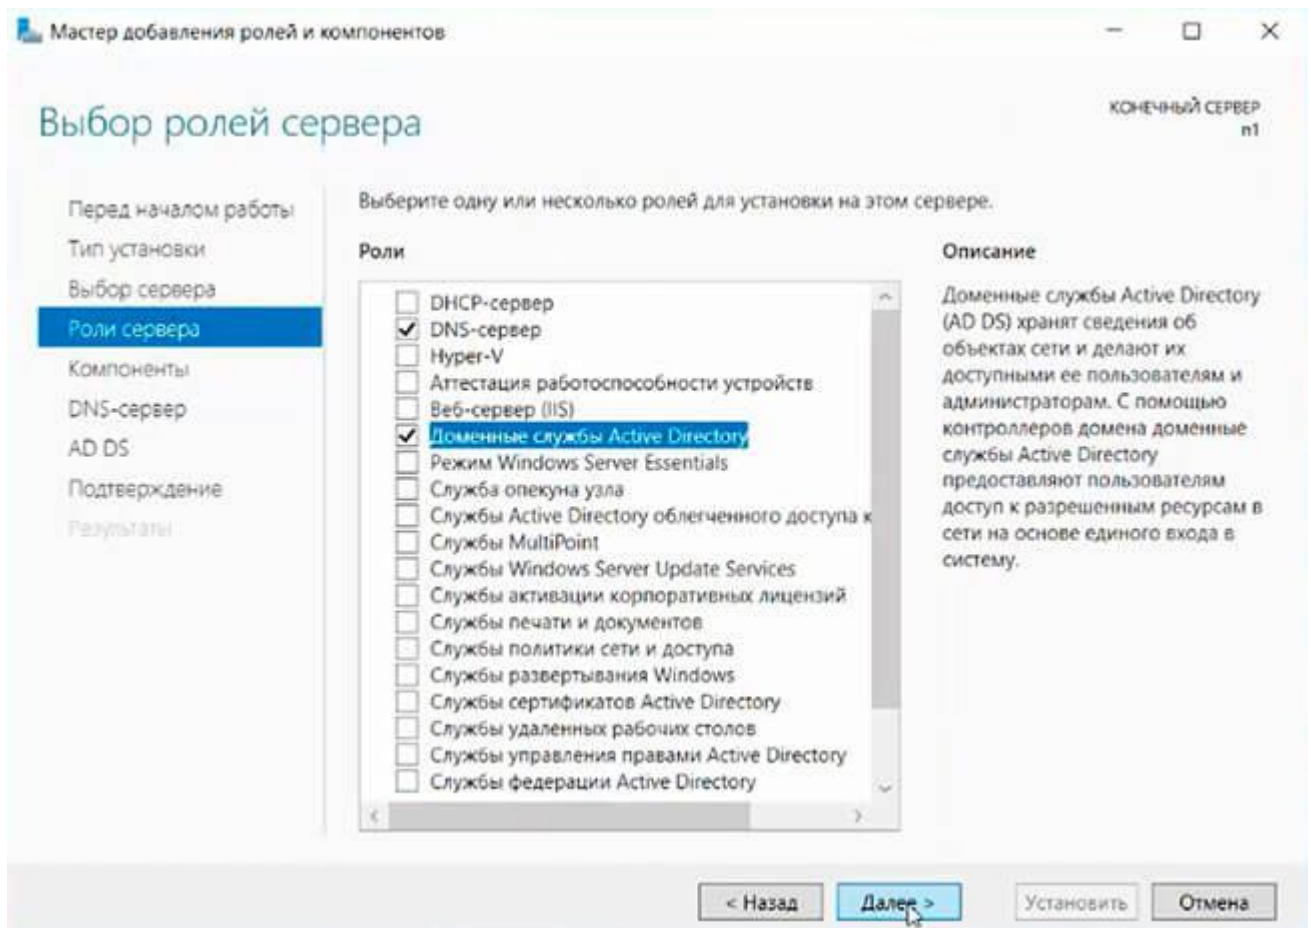 Мастер добавления ролей и компонентов
Выбор ролей сервера
КОНЕЧНЫЙ СЕРВЕР
n1
Перед началом работы
Тип установки
Выбор сервера
Роли сервера
Компоненты
DNS-сервер
AD DS
Подтверждение
Результаты
Выберите одну или несколько ролей для установки на этом сервере.
Роли
DHCP-сервер
DNS-сервер
Hyper-V
Аттестация работоспособности устройств
Веб-сервер (IIS)
Доменные службы Active Directory
Режим Windows Server Essentials
Служба опекуна узла
Службы Active Directory облегченного доступа к
Службы MultiPoint
Службы Windows Server Update Services
Службы активации корпоративных лицензий
Службы печати и документов
Службы политики сети и доступа
Службы развертывания Windows
Службы сертификатов Active Directory
Службы удаленных рабочих столов
Службы управления правами Active Directory
Службы федерации Active Directory
Описание
Доменные службы Active Directory
(AD DS) хранят сведения об
объектах сети и делают их
доступными ее пользователям и
администраторам. С помощью
контроллеров домена доменные
службы Active Directory
предоставляют пользователям
доступ к разрешенным ресурсам в
сети на основе единого входа в
систему.
< Назад
Далее >
Установить
Отмена